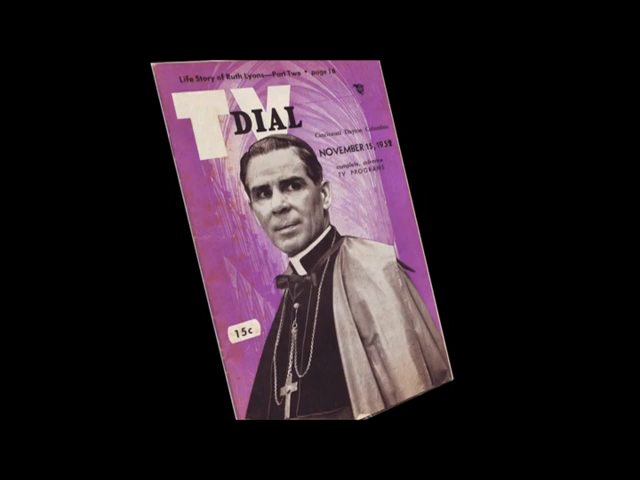 Life Story of Ruth Lyons—Part Two • page 16
TV
DIAL
Cincinnati Dayton Columbus
NOVEMBER 15, 1952
complete, advance
TV PROGRAMS
15c